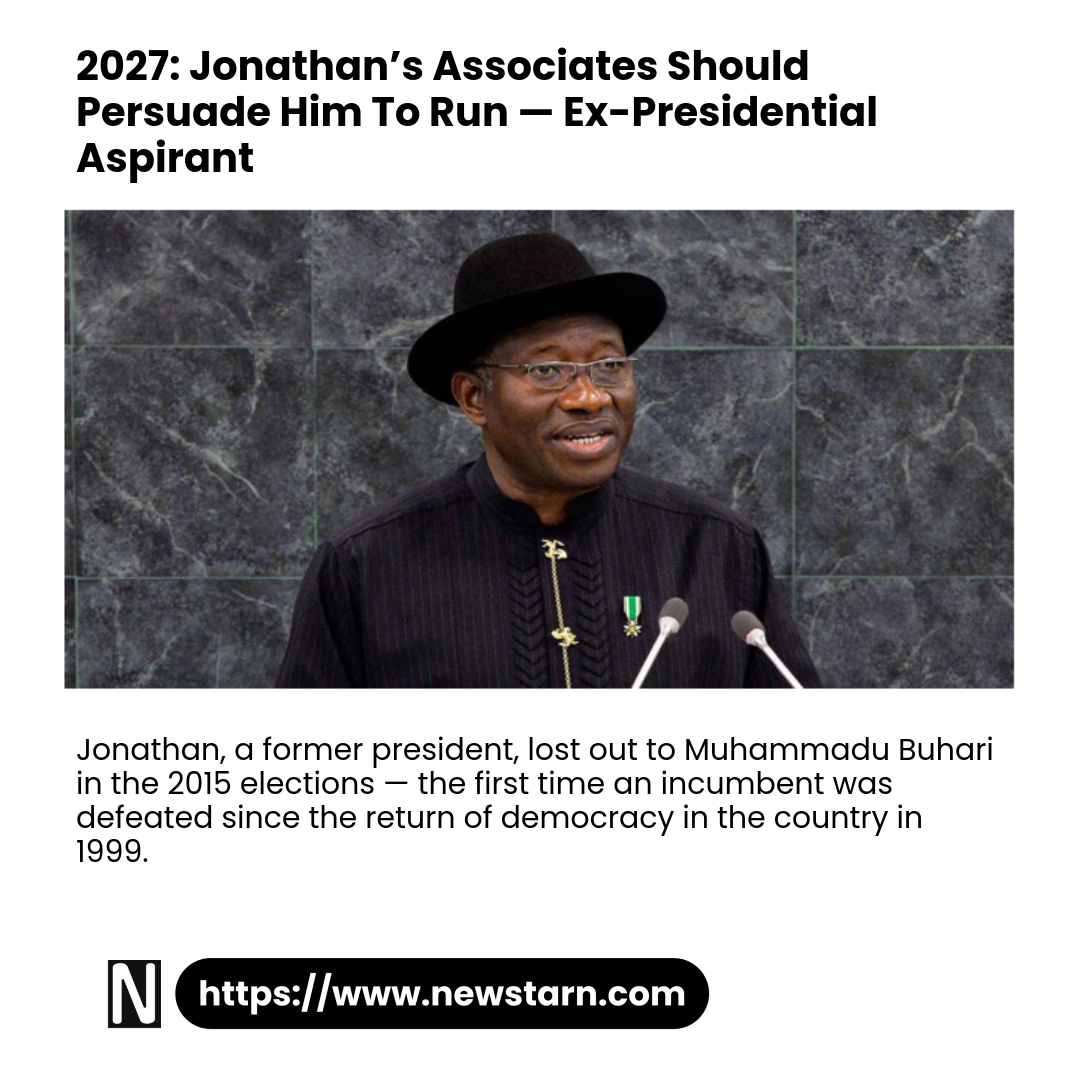 2027: Jonathan’s Associates Should
Persuade Him To Run — Ex-Presidential
Aspirant
Jonathan, a former president, lost out to Muhammadu Buhari
in the 2015 elections — the first time an incumbent was
defeated since the return of democracy in the country in
1999.
N
https://www.newstarn.com